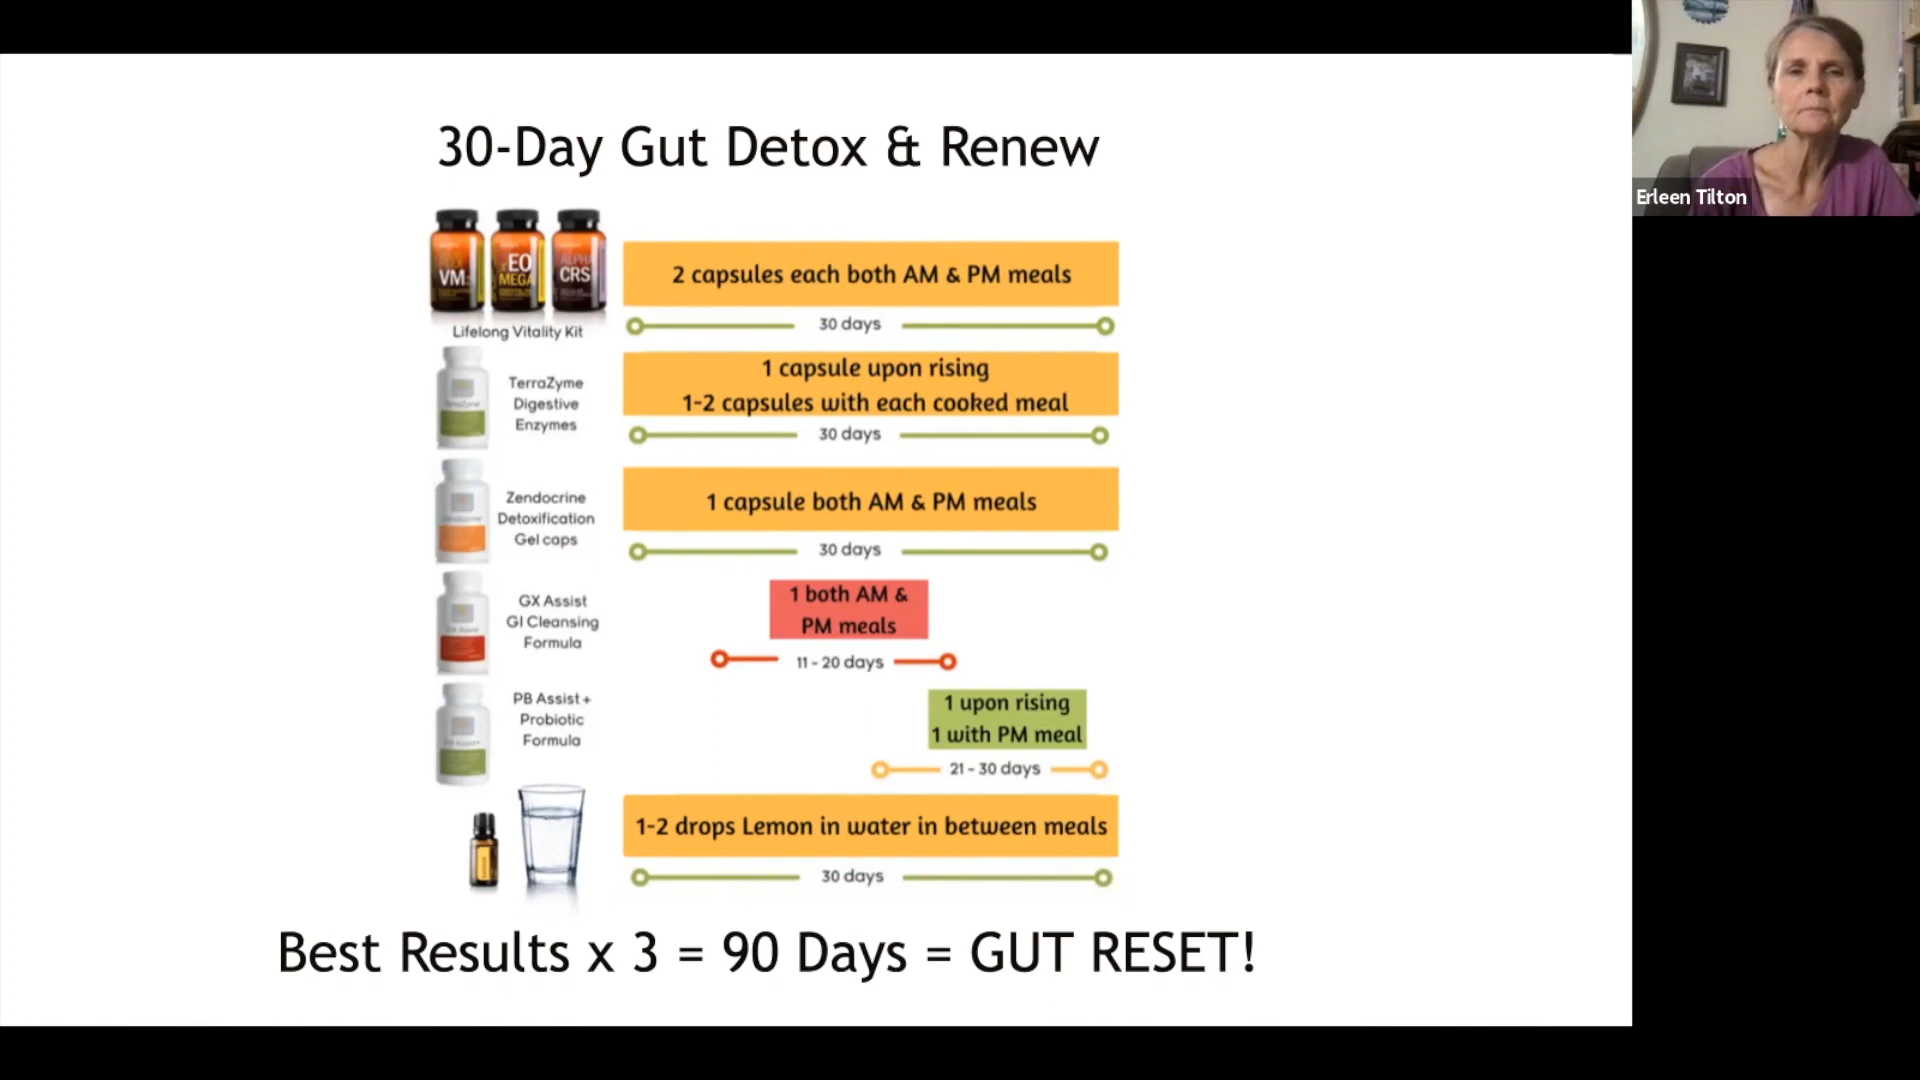 30-Day Gut Detox & Renew
Erleen Tilton
VM
EO
MEGA
ALPHA
CRS
2 capsules each both AM & PM meals
30 days
Lifelong Vitality Kit
TerraZyme
Digestive
Enzymes
1 capsule upon rising
1-2 capsules with each cooked meal
30 days
Zendocrine
Detoxification
Gel caps
1 capsule both AM & PM meals
30 days
GX Assist
GI Cleansing
Formula
1 both AM &
PM meals
11 - 20 days
PB Assist +
Probiotic
Formula
1 upon rising
1 with PM meal
21 - 30 days
1-2 drops Lemon in water in between meals
30 days
Best Results x 3 = 90 Days = GUT RESET!